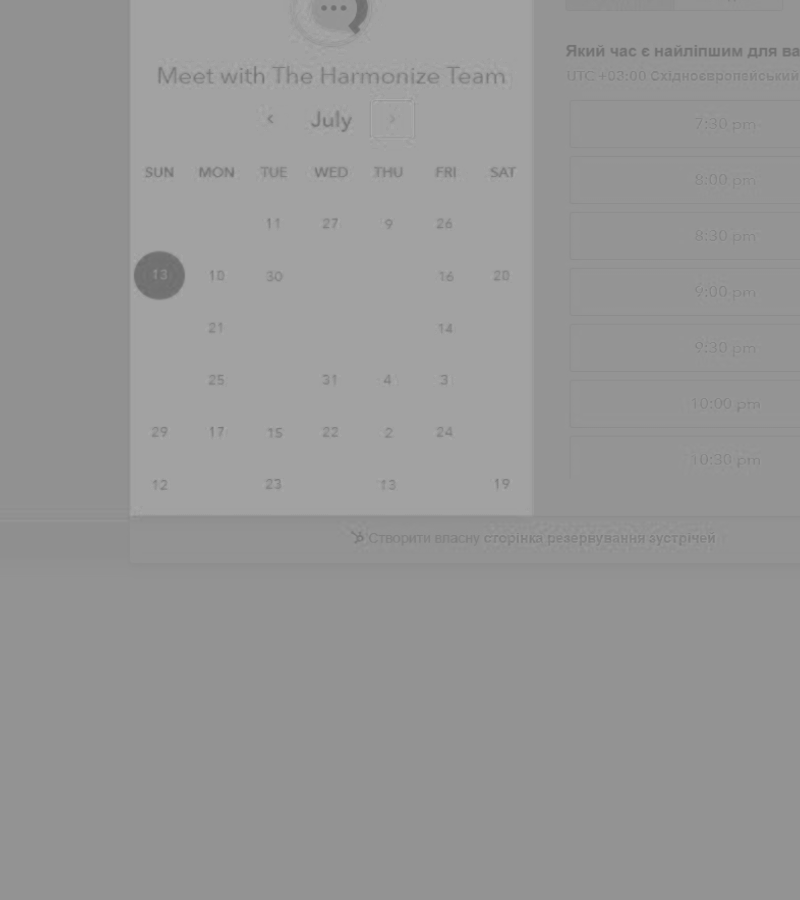 Meet with The Harmonize Team
‹ July ›
SUN MON TUE WED THU FRI SAT
11 27 9 26
13 10 30 16 20
21 14
25 31 4 3
29 17 15 22 2 24
12 23 13 19
Який час є найліпшим для ва
UTC +03:00 Східноєвропейський
7:30 pm
8:00 pm
8:30 pm
9:00 pm
9:30 pm
10:00 pm
10:30 pm
Створити власну сторінка резервування зустрічей